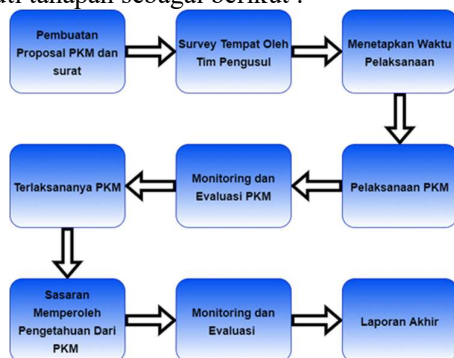 tahapan sebagai berikut :
Pembuatan
Proposal PKM dan
surat
Survey Tempat Oleh
Tim Pengusul
Menetapkan Waktu
Pelaksanaan
Pelaksanaan PKM
Monitoring dan
Evaluasi PKM
Terlaksananya PKM
Sasaran
Memperoleh
Pengetahuan Dari
PKM
Monitoring dan
Evaluasi
Laporan Akhir